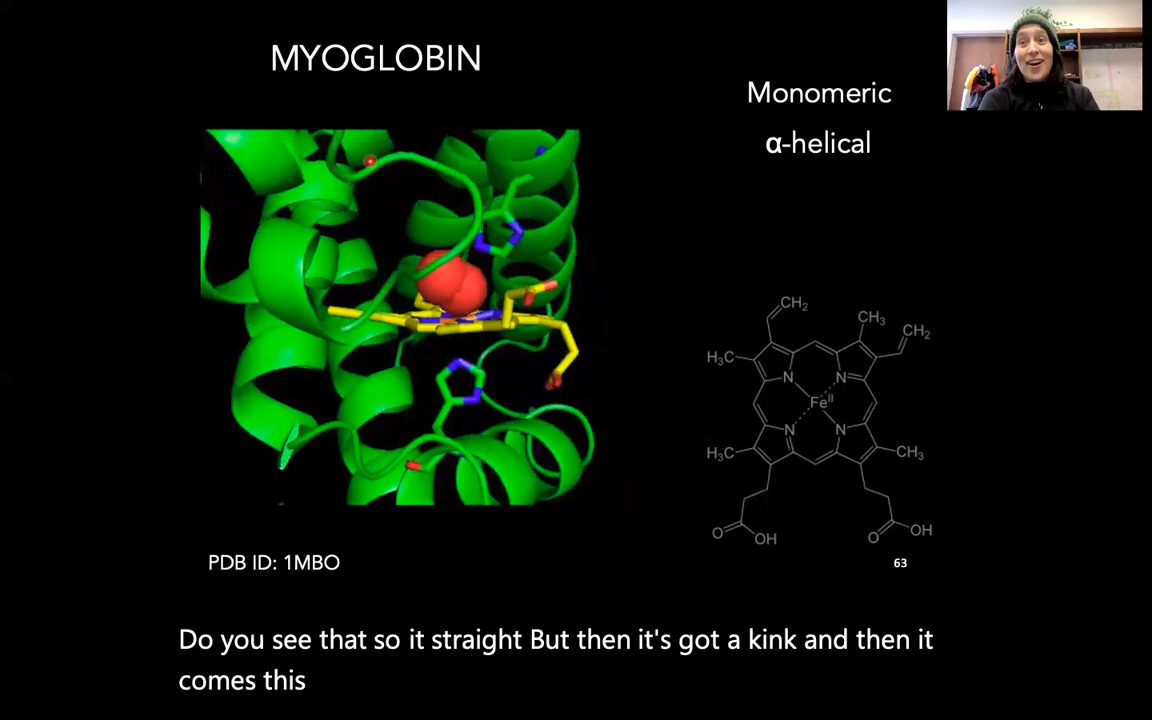 MYOGLOBIN
Monomeric
α-helical
CH₂
CH₃
CH₂
H₃C
N
N
Feᴵᴵ
N
N
H₃C
CH₃
O
OH
O
OH
PDB ID: 1MBO
63
Do you see that so it straight But then it's got a kink and then it
comes this